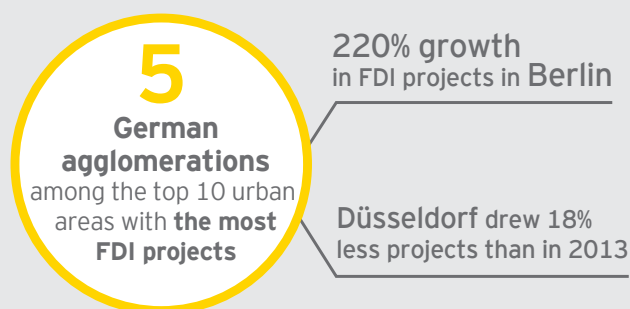 5
German
agglomerations
among the top 10 urban
areas with the most
FDI projects
220% growth
in FDI projects in Berlin
Düsseldorf drew 18%
less projects than in 2013